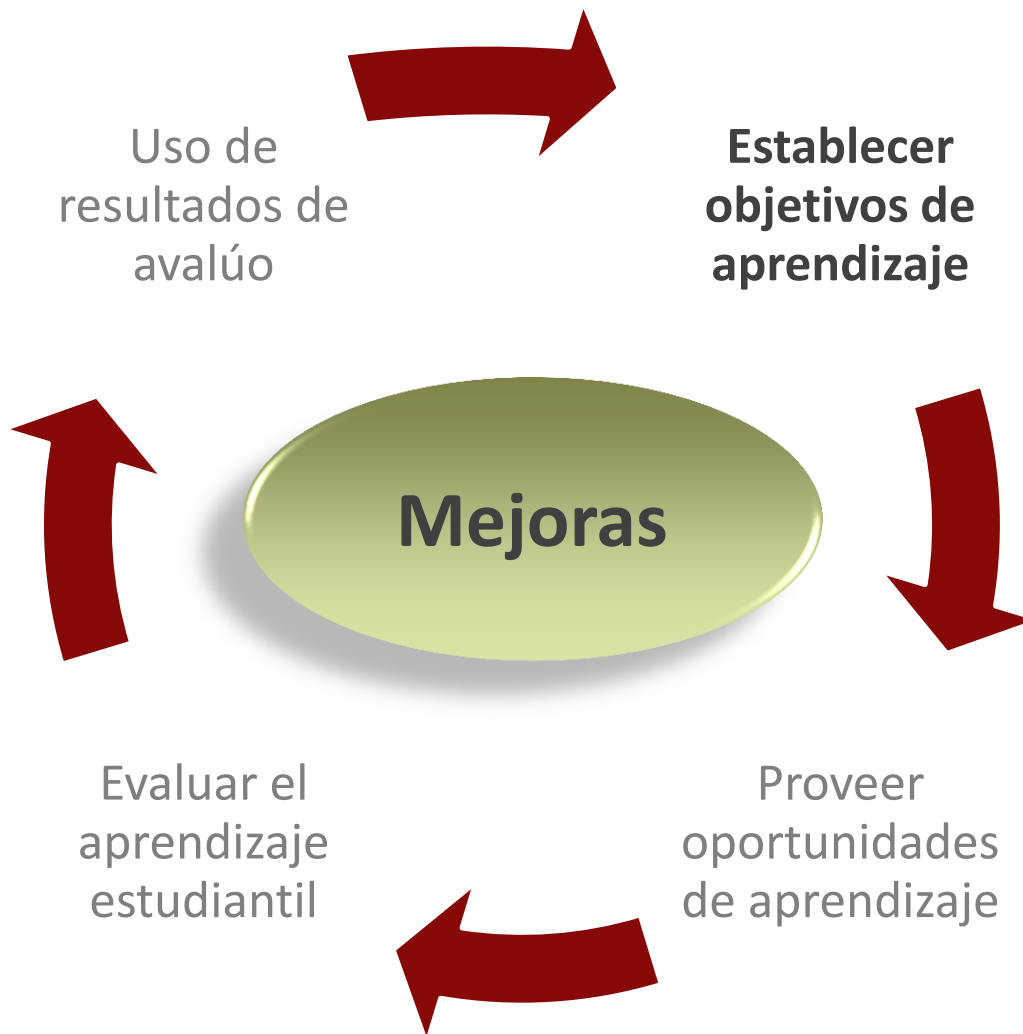 Uso de
resultados de
avalúo
Establecer
objetivos de
aprendizaje
Mejoras
Evaluar el
aprendizaje
estudiantil
Proveer
oportunidades
de aprendizaje